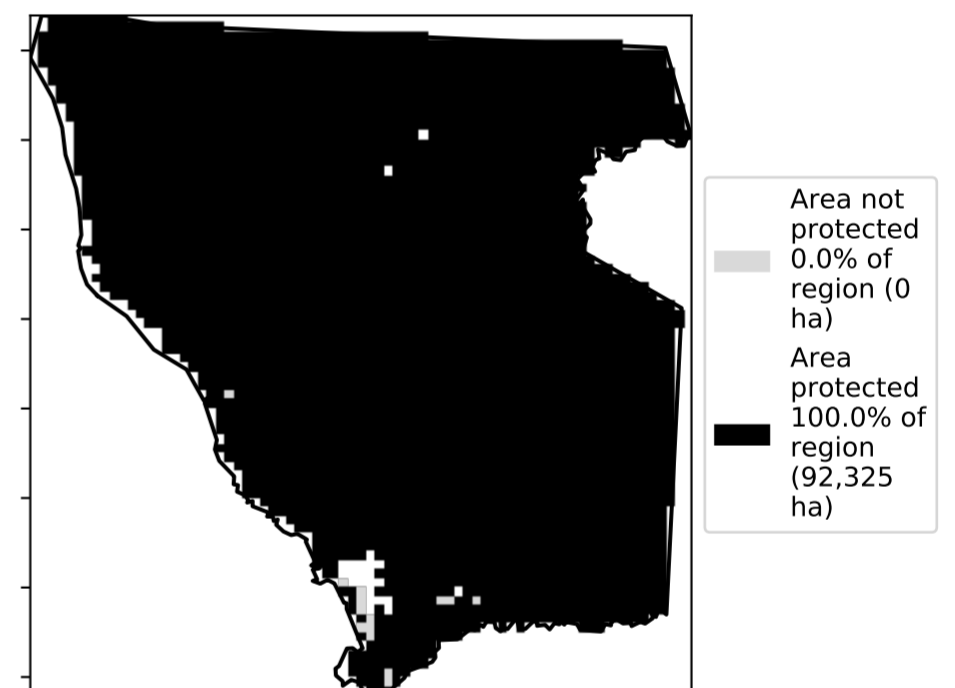 Area not
protected
0.0% of
region (0
ha)
Area
protected
100.0% of
region
(92,325
ha)